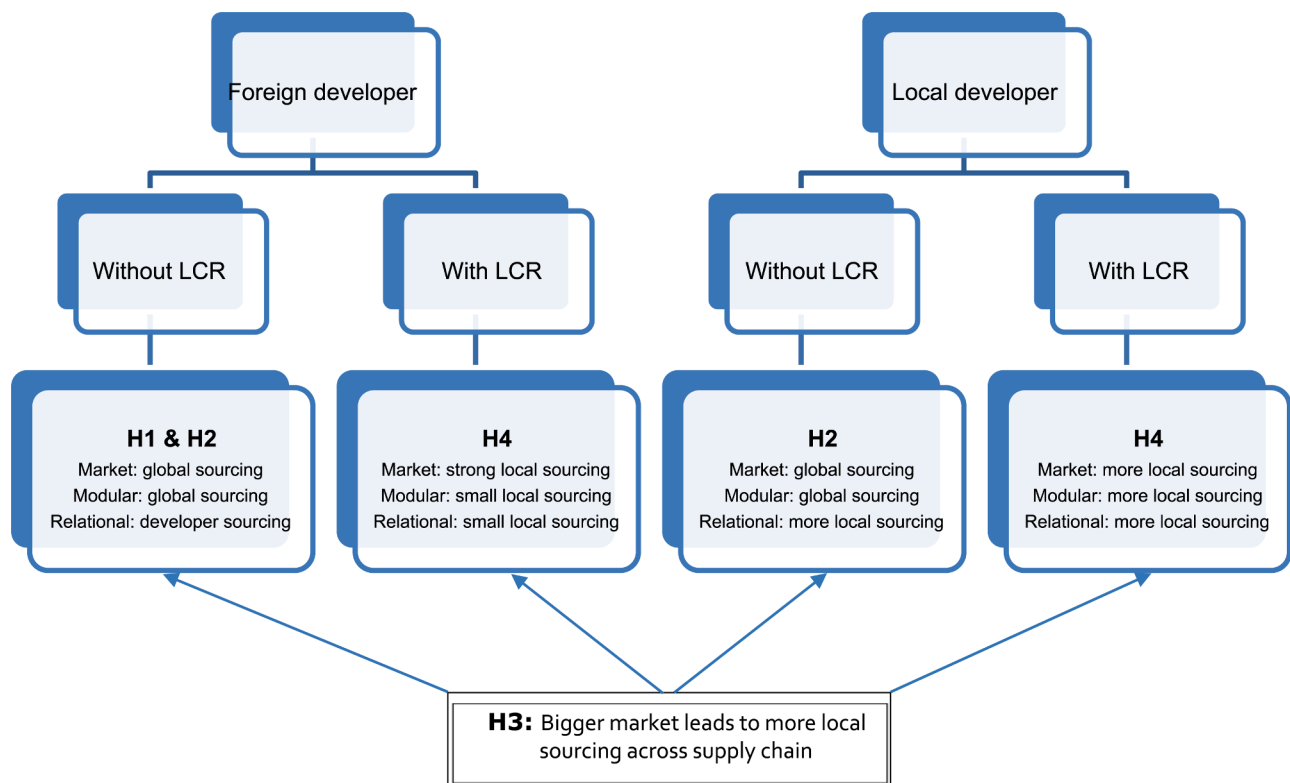 Foreign developer
Local developer
Without LCR
With LCR
Without LCR
With LCR
H1 & H2
Market: global sourcing
Modular: global sourcing
Relational: developer sourcing
H4
Market: strong local sourcing
Modular: small local sourcing
Relational: small local sourcing
H2
Market: global sourcing
Modular: global sourcing
Relational: more local sourcing
H4
Market: more local sourcing
Modular: more local sourcing
Relational: more local sourcing
H3: Bigger market leads to more local
sourcing across supply chain